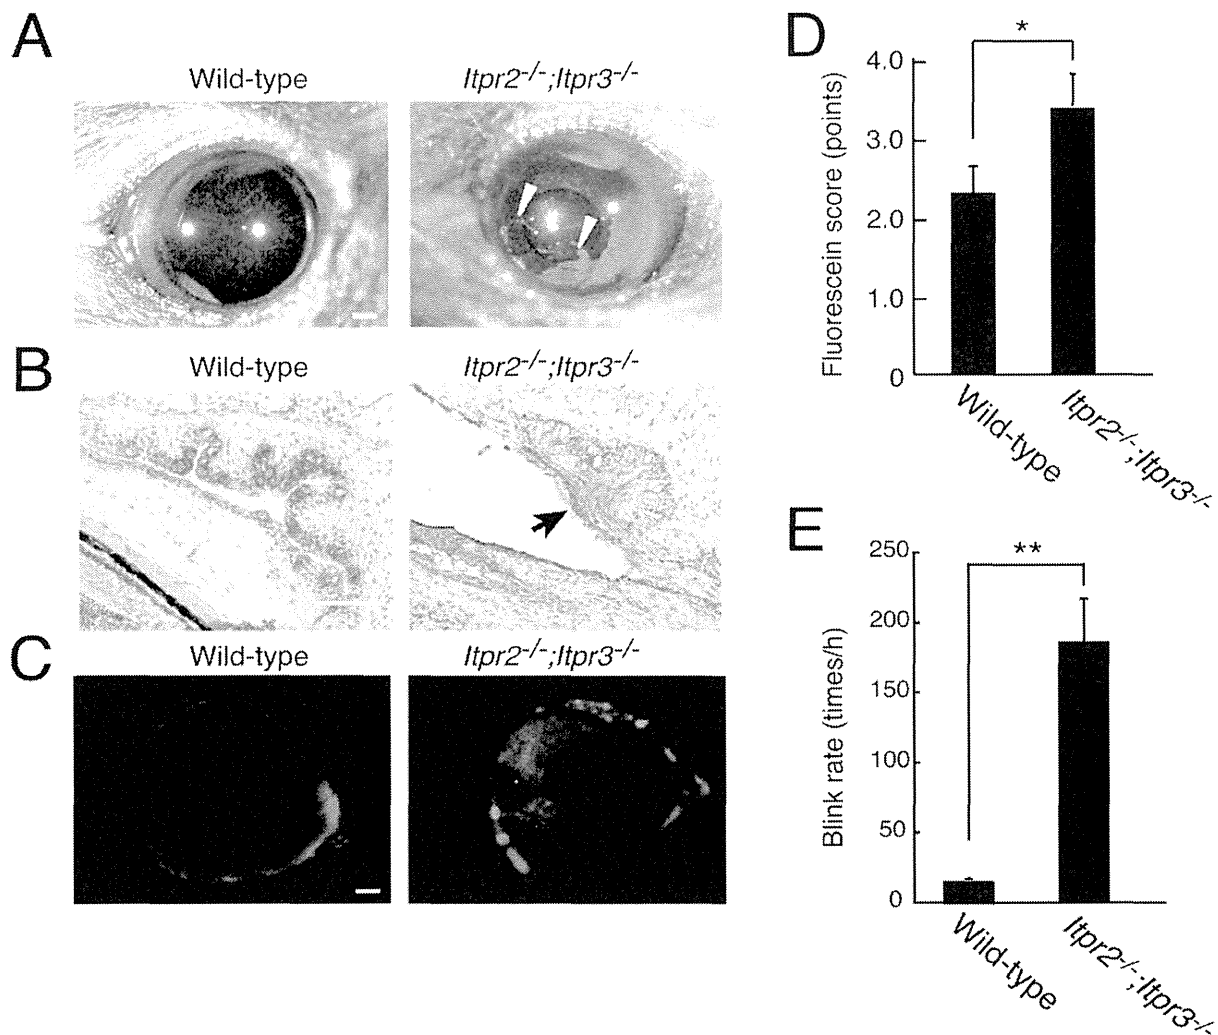 A
Wild-type
Itpr2-/-;Itpr3-/-
B
Wild-type
Itpr2-/-;Itpr3-/-
C
Wild-type
Itpr2-/-;Itpr3-/-
D
*
Fluorescein score (points)
4.0
3.0
2.0
1.0
0
Wild-type
Itpr2-/-;Itpr3-/-
E
**
Blink rate (times/h)
250
200
150
100
50
0
Wild-type
Itpr2-/-;Itpr3-/-